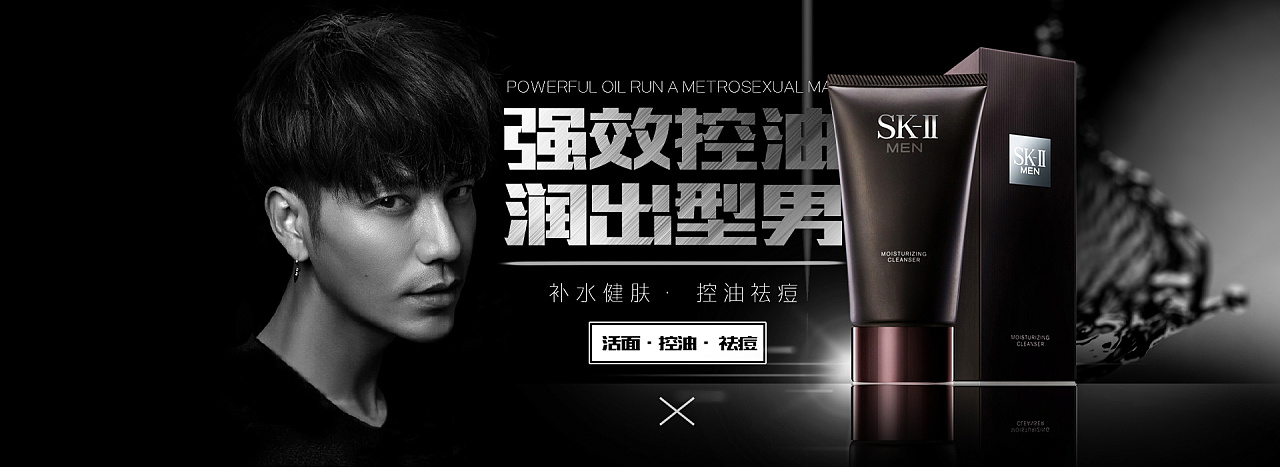 POWERFUL OIL RUN A METROSEXUAL MA
强效控油
润出型男
补水健肤· 控油祛痘
活面·控油·祛痘
SK-II
MEN
MOISTURIZING
CLEANSER
SK-II
MEN
MOISTURIZING
CLEANSER